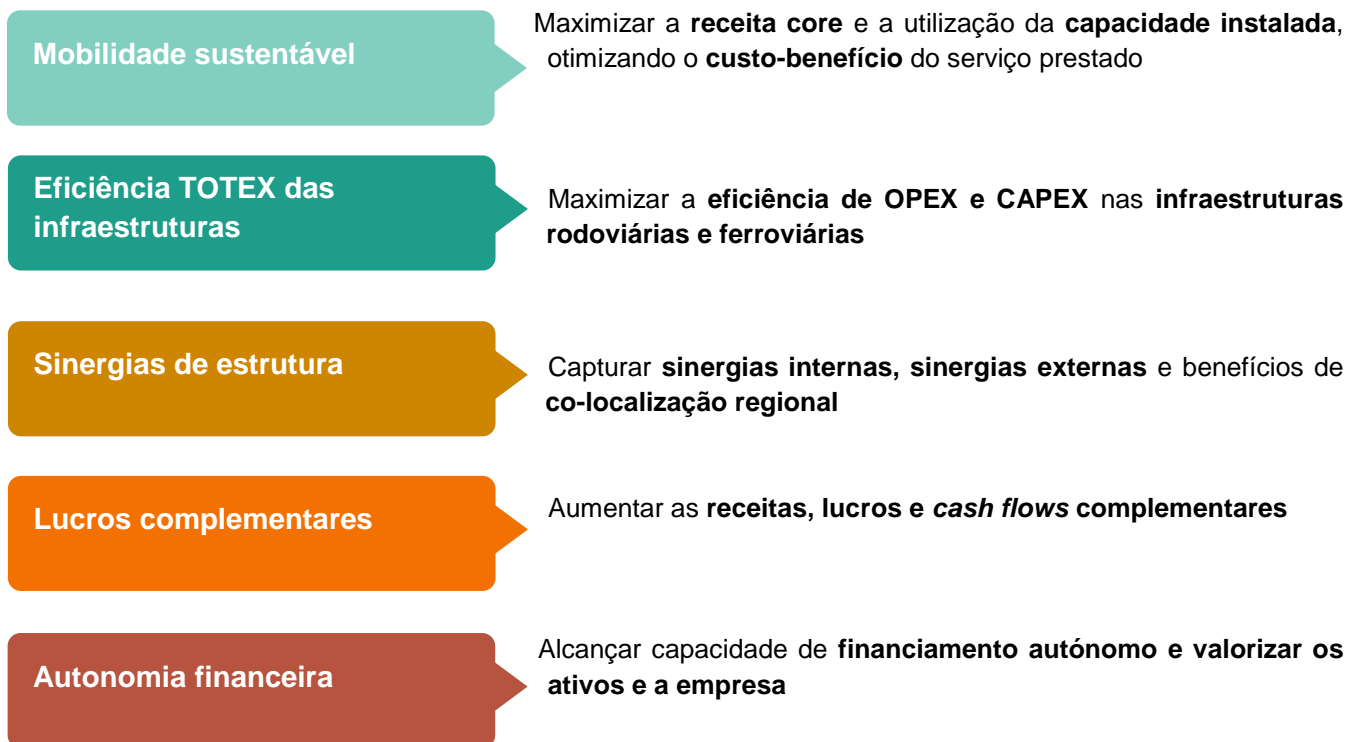 Mobilidade sustentável
Maximizar a receita core e a utilização da capacidade instalada,
otimizando o custo-benefício do serviço prestado
Eficiência TOTEX das
infraestruturas
Maximizar a eficiência de OPEX e CAPEX nas infraestruturas
rodoviárias e ferroviárias
Sinergias de estrutura
Capturar sinergias internas, sinergias externas e benefícios de
co-localização regional
Lucros complementares
Aumentar as receitas, lucros e cash flows complementares
Autonomia financeira
Alcançar capacidade de financiamento autónomo e valorizar os
ativos e a empresa